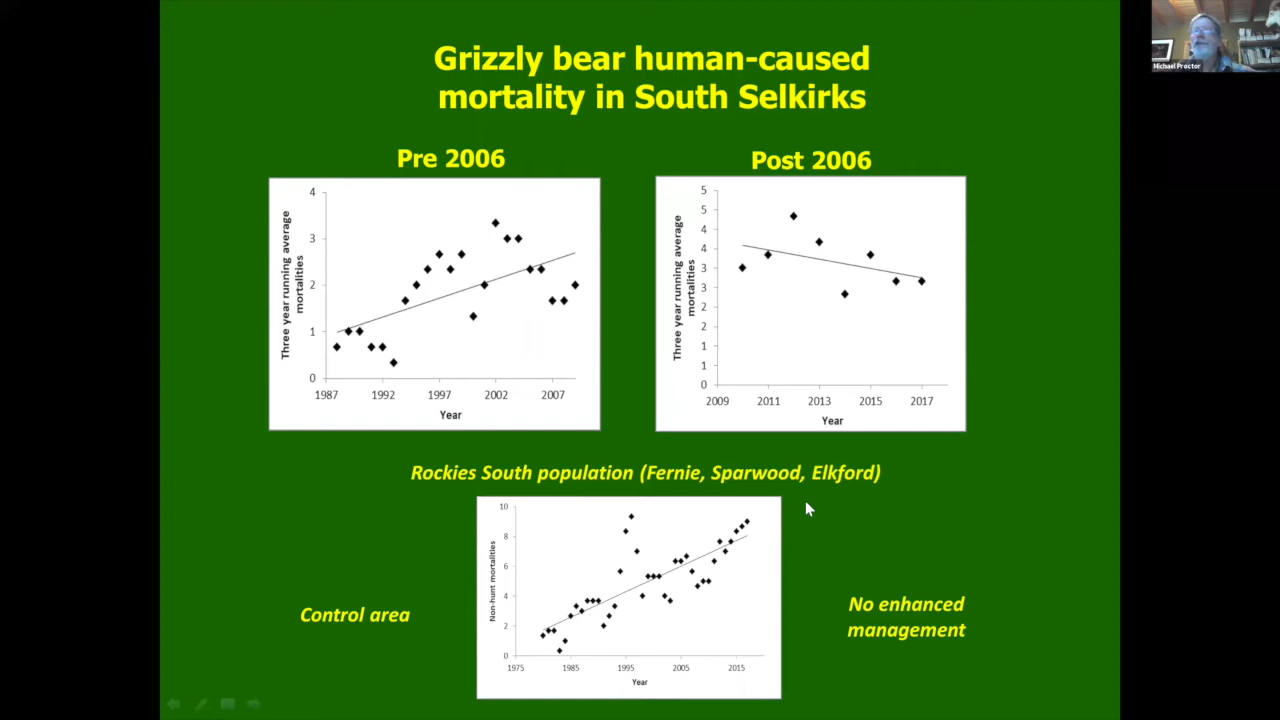 Grizzly bear human-caused
mortality in South Selkirks
Michael Proctor
Pre 2006
Post 2006
Three year running average
mortalities
4
3
2
1
0
1987 1992 1997 2002 2007
Year
Three year running average
mortalities
5
5
4
4
3
3
2
2
1
1
0
2009 2011 2013 2015 2017
Year
Rockies South population (Fernie, Sparwood, Elkford)
Control area
Non-hunt mortalities
10
8
6
4
2
0
1975 1985 1995 2005 2015
Year
No enhanced
management